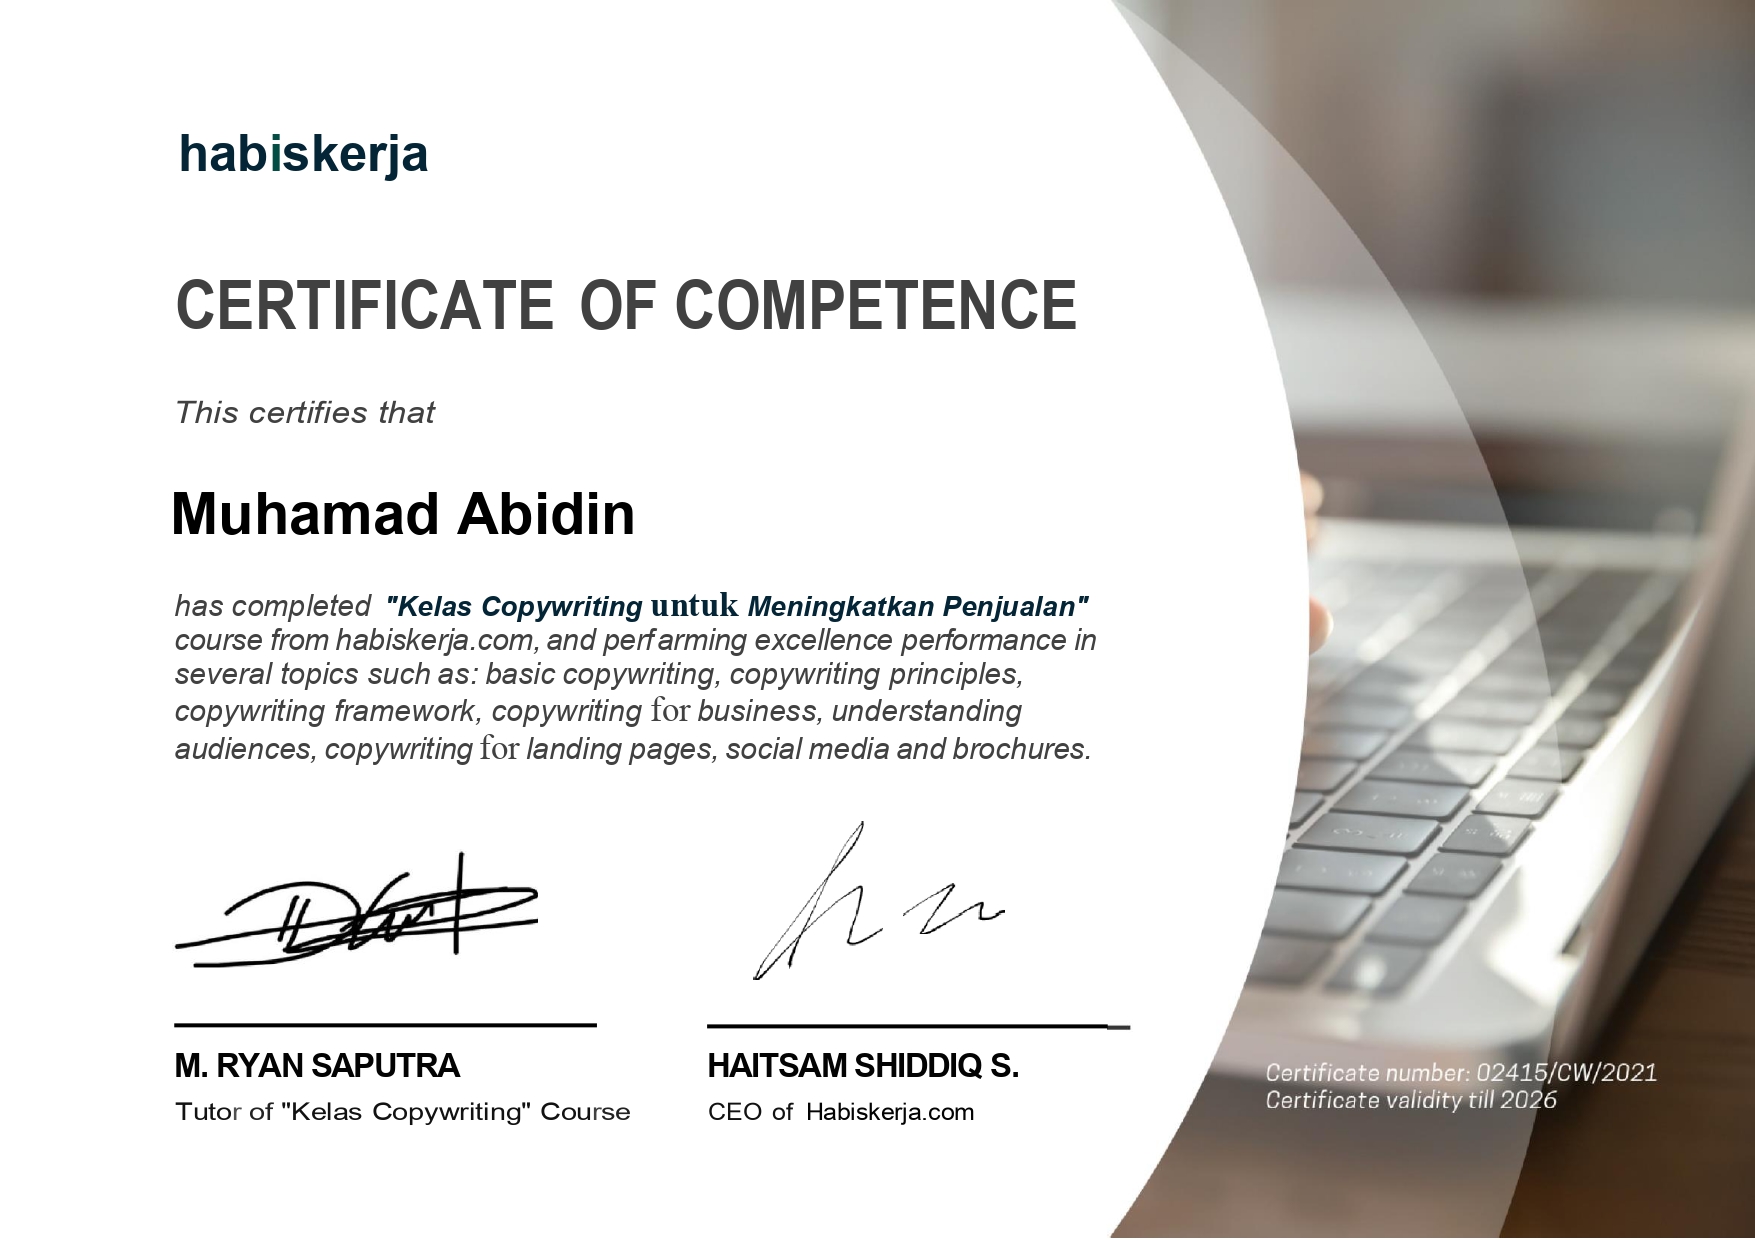 habiskerja
CERTIFICATE OF COMPETENCE
This certifies that
Muhamad Abidin
has completed "Kelas Copywriting untuk Meningkatkan Penjualan"
course from habiskerja.com, and perfarming excellence performance in
several topics such as: basic copywriting, copywriting principles,
copywriting framework, copywriting for business, understanding
audiences, copywriting for landing pages, social media and brochures.
M. RYAN SAPUTRA
Tutor of "Kelas Copywriting" Course
HAITSAM SHIDDIQ S.
CEO of Habiskerja.com
Certificate number: 02415/CW/2021
Certificate validity till 2026